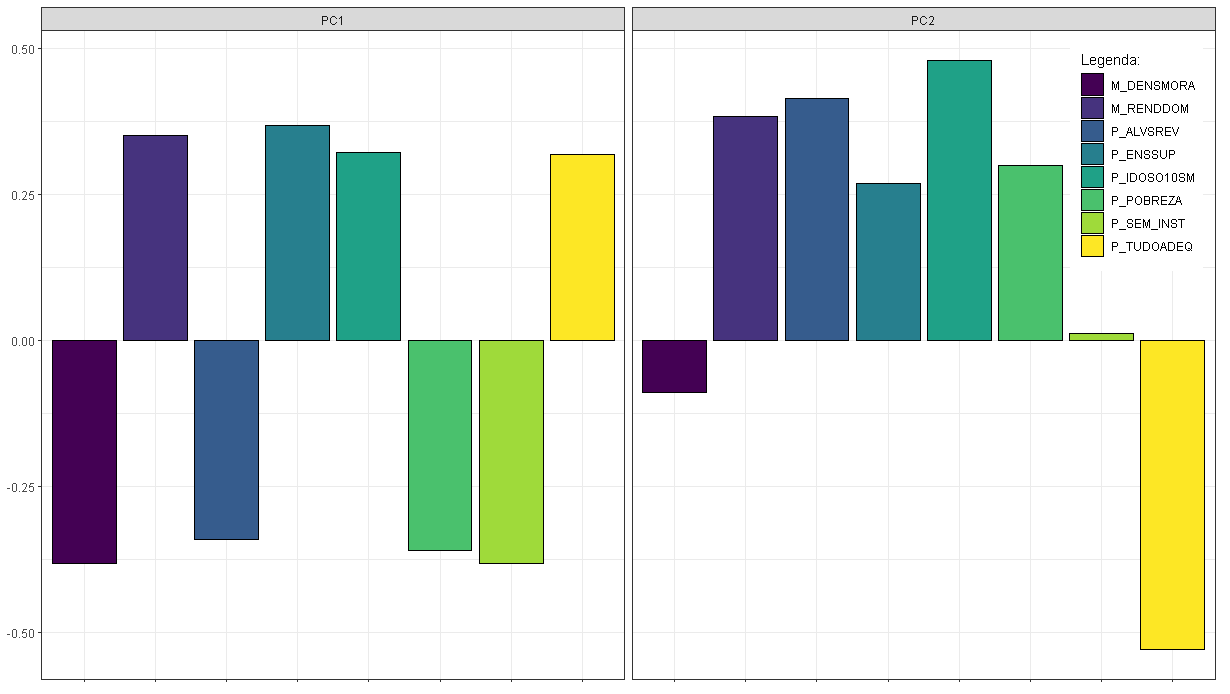 PC1
PC2
0.50
0.25
0.00
-0.25
-0.50
Legenda:
M_DENSMORA
M_RENDDOM
P_ALVSREV
P_ENSSUP
P_IDOSO10SM
P_POBREZA
P_SEM_INST
P_TUDOADEQ